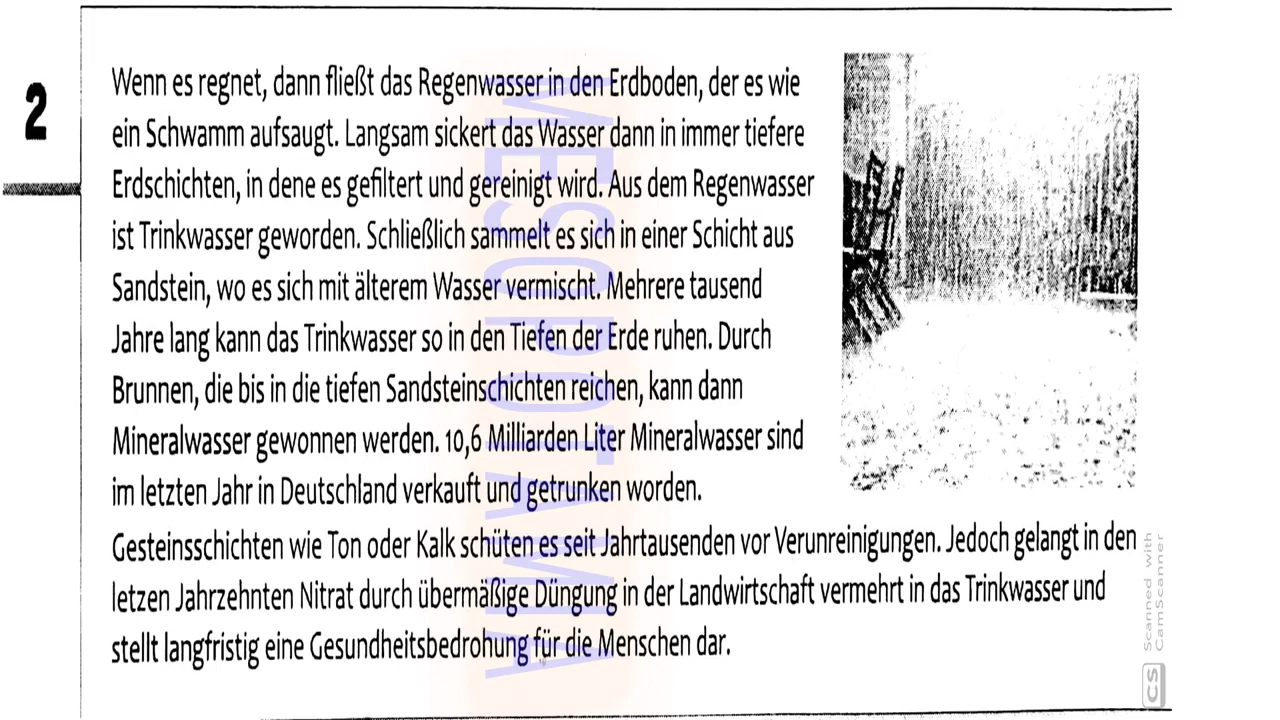 2
Wenn es regnet, dann fließt das Regenwasser in den Erdboden, der es wie
ein Schwamm aufsaugt. Langsam sickert das Wasser dann in immer tiefere
Erdschichten, in dene es gefiltert und gereinigt wird. Aus dem Regenwasser
ist Trinkwasser geworden. Schließlich sammelt es sich in einer Schicht aus
Sandstein, wo es sich mit älterem Wasser vermischt. Mehrere tausend
Jahre lang kann das Trinkwasser so in den Tiefen der Erde ruhen. Durch
Brunnen, die bis in die tiefen Sandsteinschichten reichen, kann dann
Mineralwasser gewonnen werden. 10,6 Milliarden Liter Mineralwasser sind
im letzten Jahr in Deutschland verkauft und getrunken worden.
Gesteinsschichten wie Ton oder Kalk schüten es seit Jahrtausenden vor Verunreinigungen. Jedoch gelangt in den
letzen Jahrzehnten Nitrat durch übermäßige Düngung in der Landwirtschaft vermehrt in das Trinkwasser und
stellt langfristig eine Gesundheitsbedrohung für die Menschen dar.
MESOPOTAMIA
CS
Scanned with
CamScanner